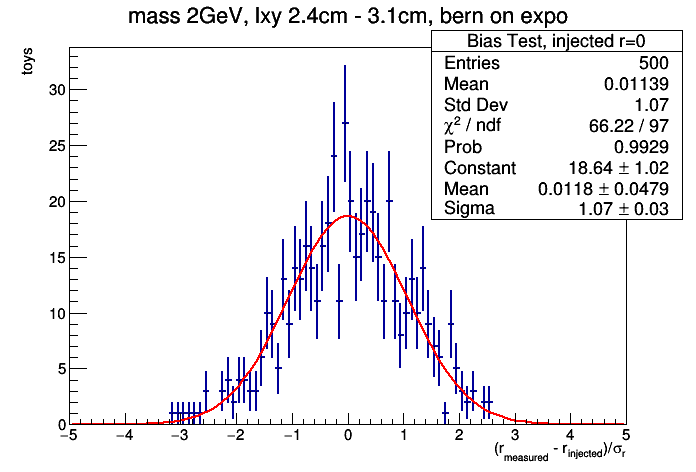 mass 2GeV, lxy 2.4cm - 3.1cm, bern on expo
Bias Test, injected r=0
Entries 500
Mean 0.01139
Std Dev 1.07
χ² / ndf 66.22 / 97
Prob 0.9929
Constant 18.64 ± 1.02
Mean 0.0118 ± 0.0479
Sigma 1.07 ± 0.03
toys
30
25
20
15
10
5
0
−5 −4 −3 −2 −1 0 1 2 3 4 5
(r_measured - r_injected)/σ_r